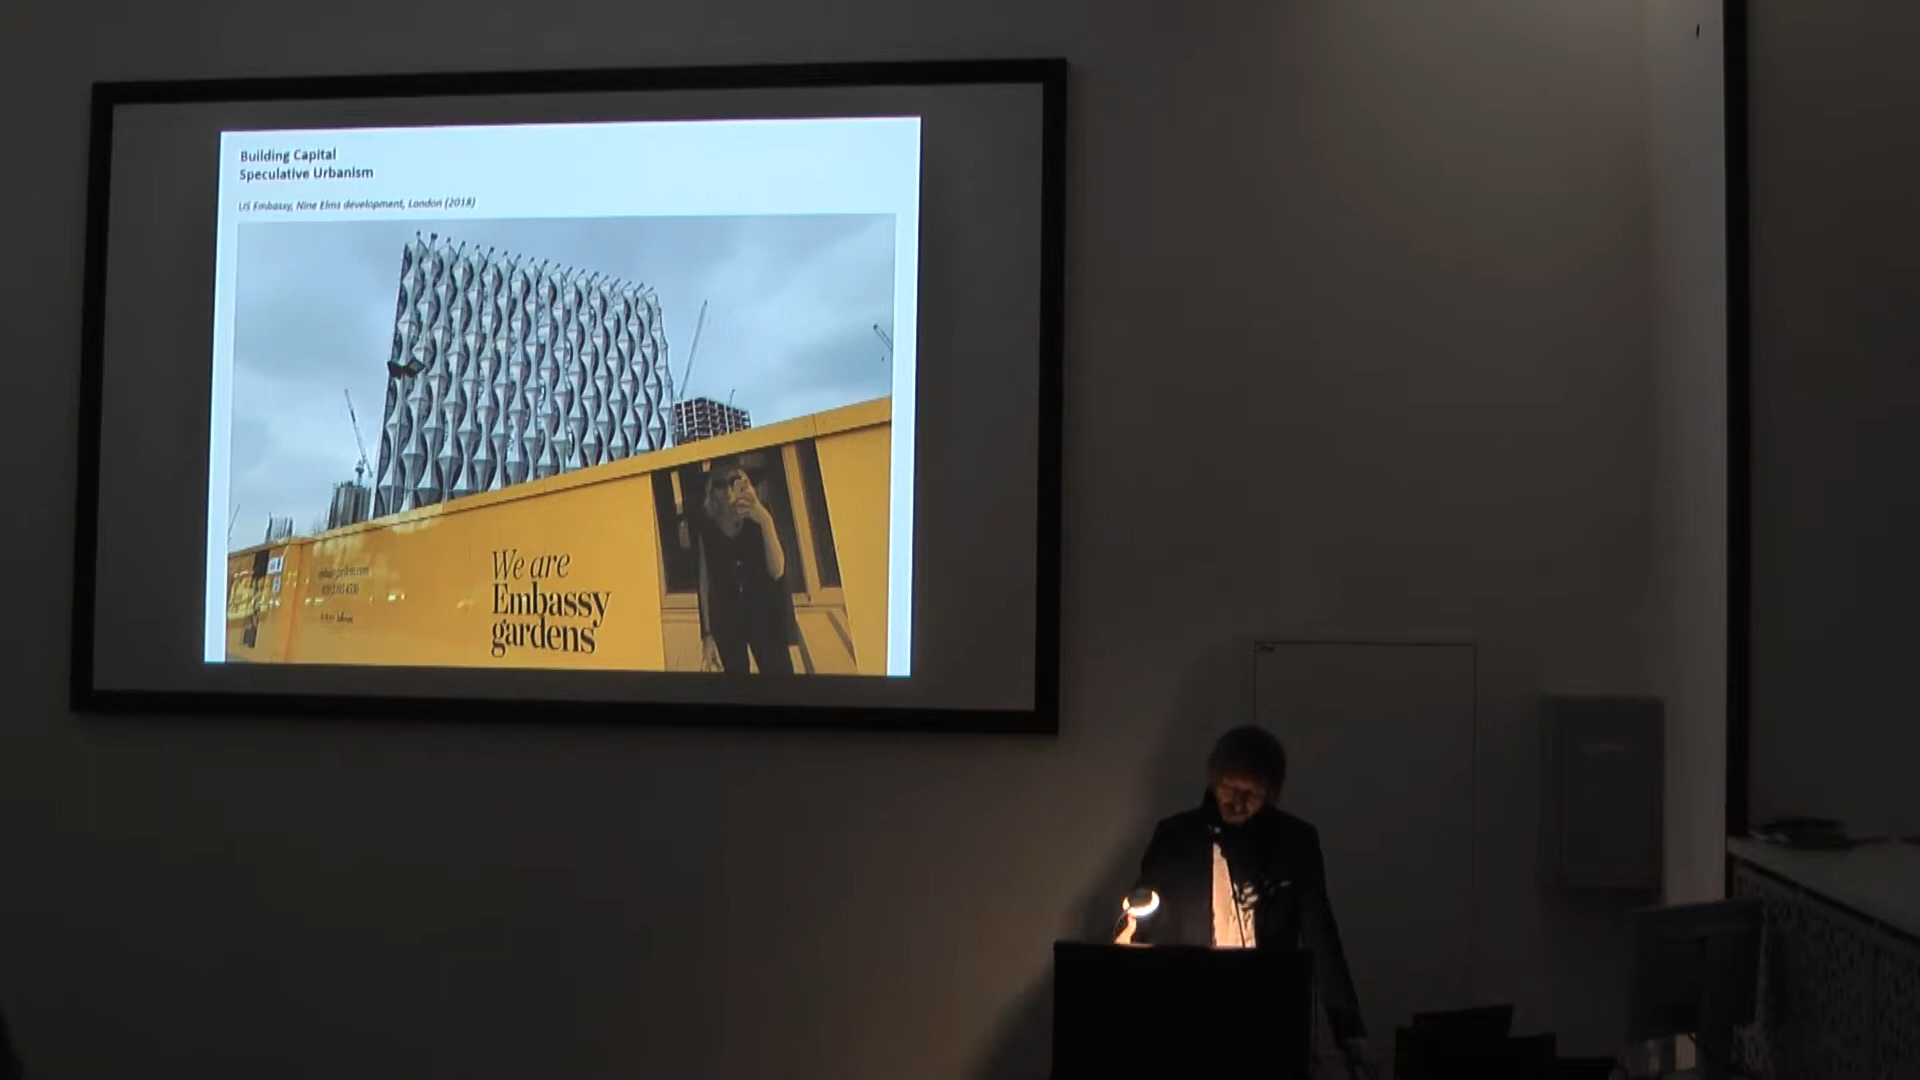 Building Capital
Speculative Urbanism
US Embassy, Nine Elms development, London (2018)
We are
Embassy
gardens